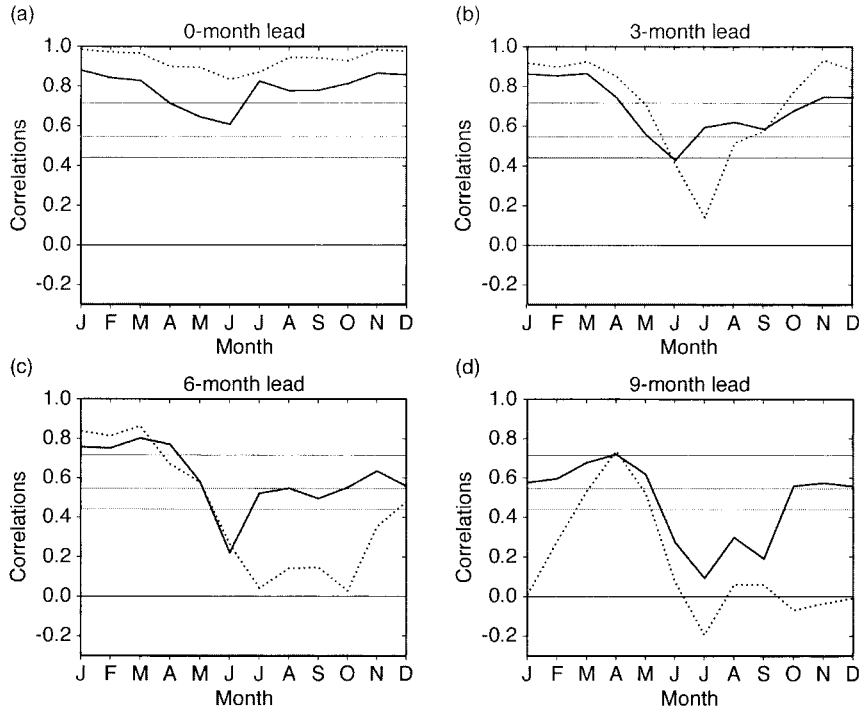 (a)
0-month lead
Correlations
1.0
0.8
0.6
0.4
0.2
0.0
-0.2
J F M A M J J A S O N D
Month
(b)
3-month lead
Correlations
1.0
0.8
0.6
0.4
0.2
0.0
-0.2
J F M A M J J A S O N D
Month
(c)
6-month lead
Correlations
1.0
0.8
0.6
0.4
0.2
0.0
-0.2
J F M A M J J A S O N D
Month
(d)
9-month lead
Correlations
1.0
0.8
0.6
0.4
0.2
0.0
-0.2
J F M A M J J A S O N D
Month